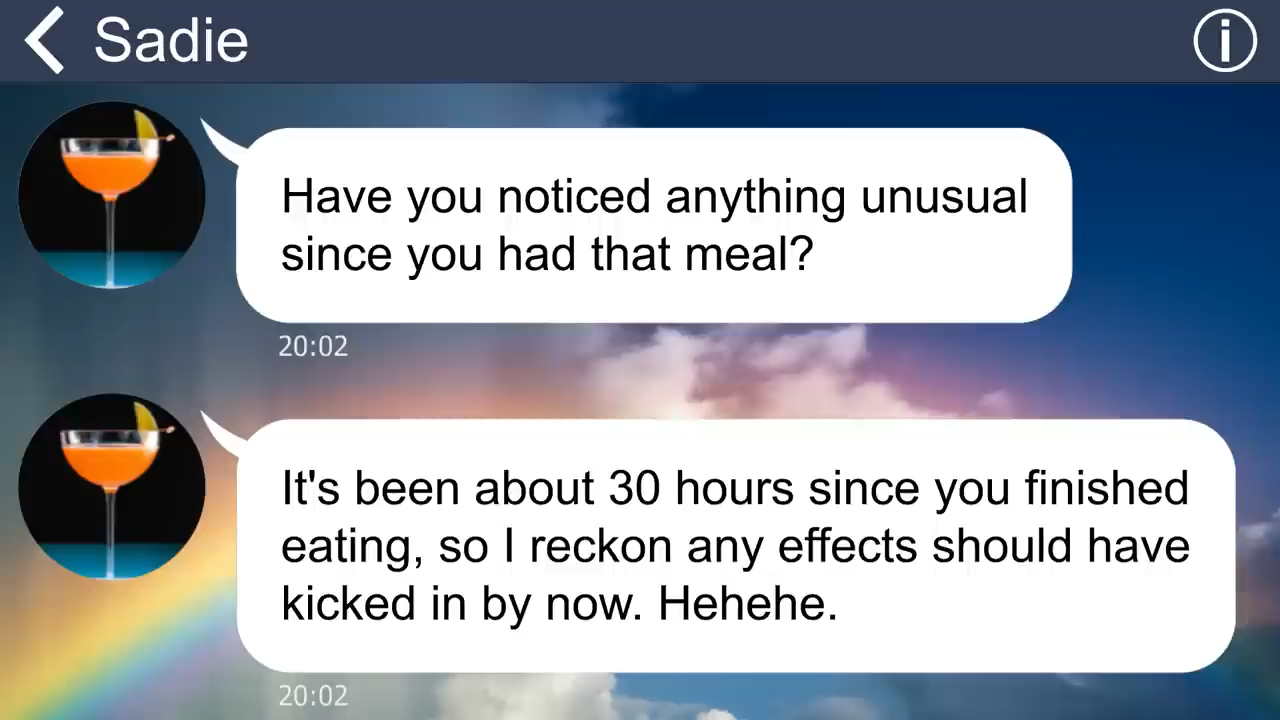 Sadie
Have you noticed anything unusual
since you had that meal?
20:02
It's been about 30 hours since you finished
eating, so I reckon any effects should have
kicked in by now. Hehehe.
20:02